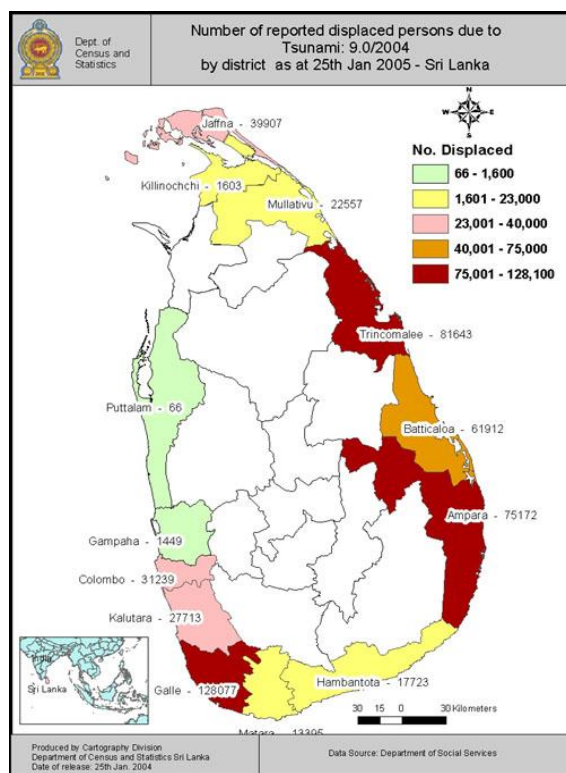 Dept. of
Census and
Statistics
Number of reported displaced persons due to
Tsunami: 9.0/2004
by district as at 25th Jan 2005 - Sri Lanka
N
W E
S
Jaffna - 39907
No. Displaced
66 - 1,600
1,601 - 23,000
23,001 - 40,000
40,001 - 75,000
75,001 - 128,100
Killinochchi - 1603
Mullativu - 22557
Trincomalee - 81643
Puttalam - 66
Batticaloa - 61912
Ampara - 75172
Gampaha - 1449
Colombo - 31239
Kalutara - 27713
India
Sri Lanka
Galle - 128077
Hambantota - 17723
30 0 30 Kilometers
Matara - 13395
Produced by Cartography Division
Department of Census and Statistics Sri Lanka
Date of release: 25th Jan. 2004
Data Source: Department of Social Services